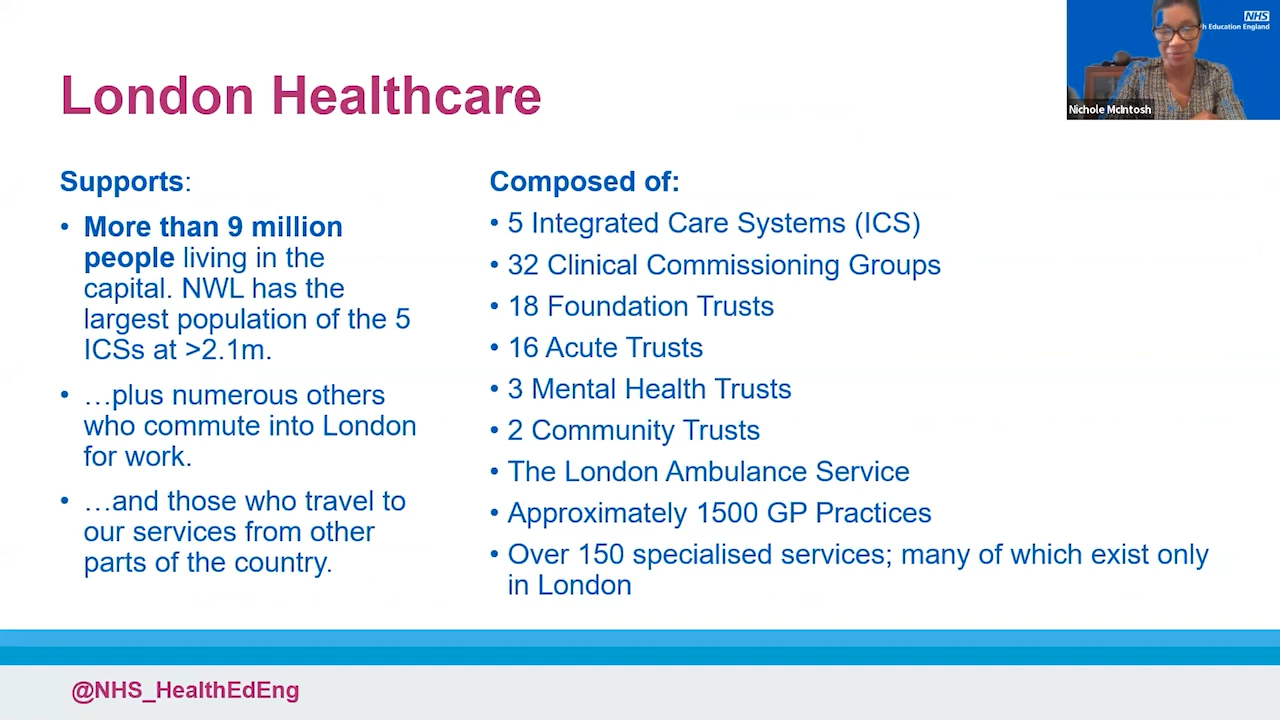 London Healthcare
NHS
h Education England
Nichole McIntosh
Supports:
• More than 9 million
people living in the
capital. NWL has the
largest population of the 5
ICSs at >2.1m.
• …plus numerous others
who commute into London
for work.
• …and those who travel to
our services from other
parts of the country.
Composed of:
• 5 Integrated Care Systems (ICS)
• 32 Clinical Commissioning Groups
• 18 Foundation Trusts
• 16 Acute Trusts
• 3 Mental Health Trusts
• 2 Community Trusts
• The London Ambulance Service
• Approximately 1500 GP Practices
• Over 150 specialised services; many of which exist only
in London
@NHS_HealthEdEng